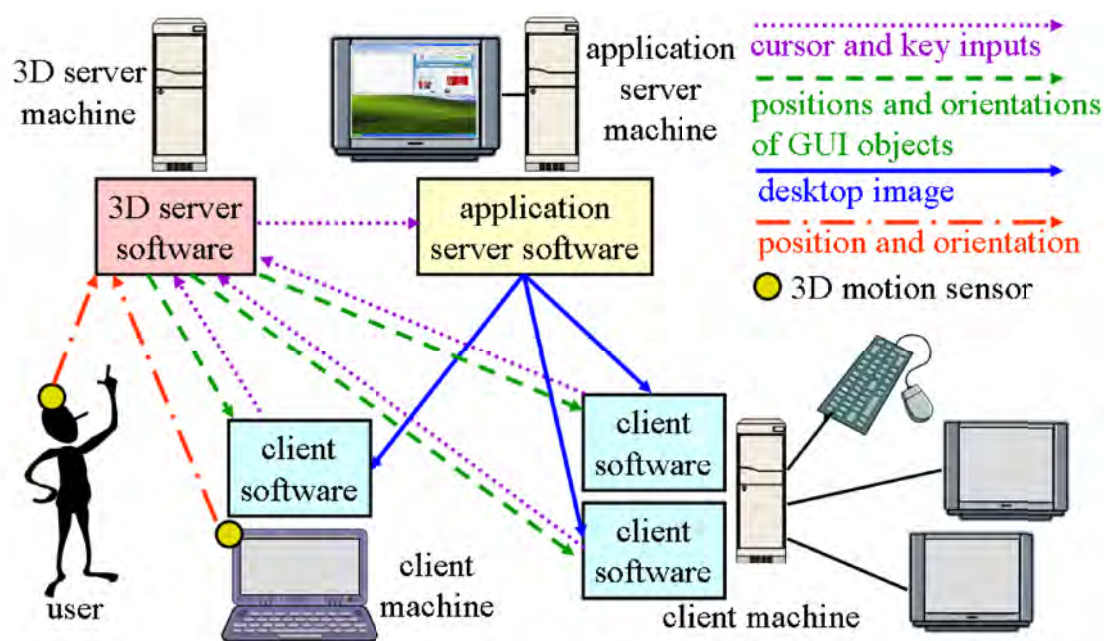 3D server
machine
application
server
machine
cursor and key inputs
positions and orientations
of GUI objects
desktop image
position and orientation
3D motion sensor
3D server
software
application
server software
client
software
client
software
client
software
user
client
machine
client machine